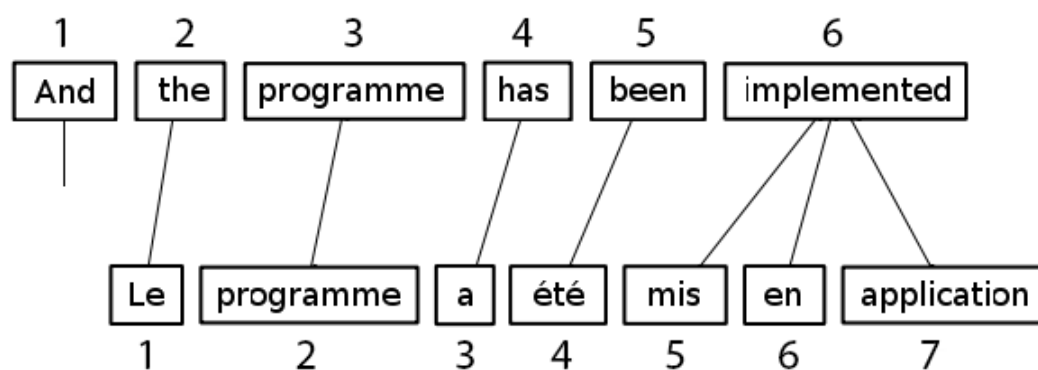 1 2 3 4 5 6
And the programme has been implemented
Le programme a été mis en application
1 2 3 4 5 6 7